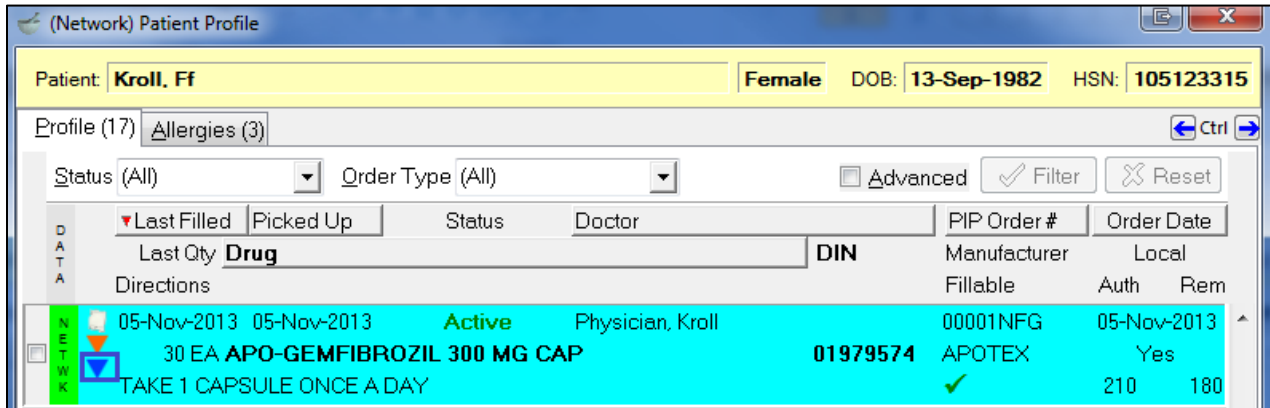 (Network) Patient Profile
Patient: Kroll, Ff Female DOB: 13-Sep-1982 HSN: 105123315
Profile (17) Allergies (3) Ctrl
Status (All) Order Type (All) Advanced Filter Reset
DATA
Last Filled Picked Up Status Doctor PIP Order # Order Date
Last Qty Drug DIN Manufacturer Local
Directions Fillable Auth Rem
NETWK
05-Nov-2013 05-Nov-2013 Active Physician, Kroll 00001NFG 05-Nov-2013
30 EA APO-GEMFIBROZIL 300 MG CAP 01979574 APOTEX Yes
TAKE 1 CAPSULE ONCE A DAY 210 180